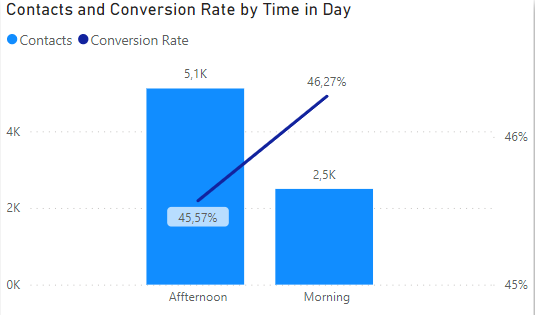 Contacts and Conversion Rate by Time in Day
Contacts Conversion Rate
5,1K
46,27%
4K
46%
2,5K
2K
45,57%
0K
45%
Affternoon Morning